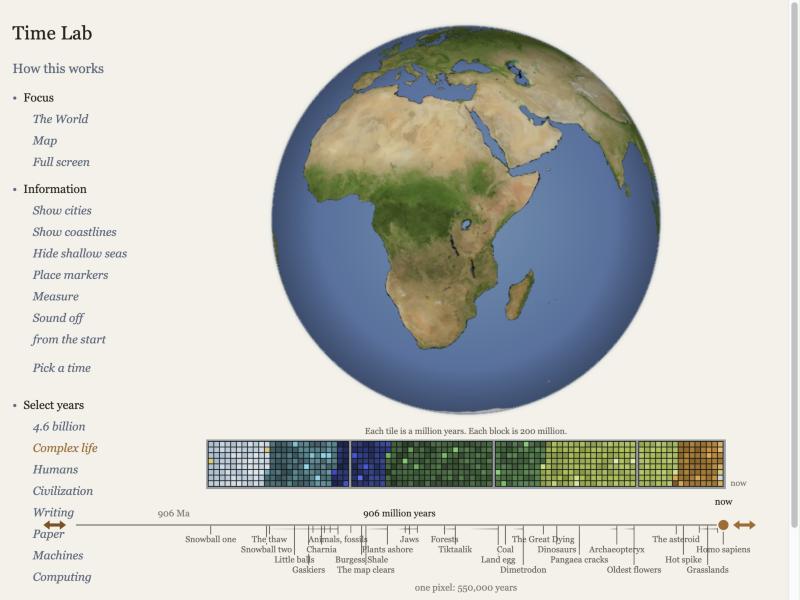 Time Lab
How this works
Focus
The World
Map
Full screen
Information
Show cities
Show coastlines
Hide shallow seas
Place markers
Measure
Sound off
from the start
Pick a time
Select years
4.6 billion
Complex life
Humans
Civilization
Writing
Paper
Machines
Computing
Each tile is a million years. Each block is 200 million.
now
now
906 Ma
906 million years
Snowball one The thaw Animals, fossils Jaws Forests The Great Dying The asteroid
Snowball two Charnia Plants ashore Tiktaalik Coal Dinosaurs Archaeopteryx Homo sapiens
Little balls Burgess Shale Land egg Pangaea cracks Hot spike
Gaskiers The map clears Dimetrodon Oldest flowers Grasslands
one pixel: 550,000 years